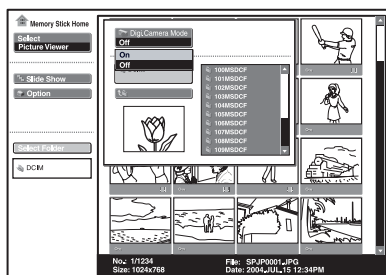 Memory Stick Home
Select
Picture Viewer
Slide Show
Option
Select Folder
DCIM
Digi.Camera Mode
Off
On
Off
100MSDCF
102MSDCF
103MSDCF
104MSDCF
105MSDCF
106MSDCF
107MSDCF
108MSDCF
109MSDCF
No.: 1/1234
Size: 1024x768
File: SPJP0001.JPG
Date: 2004.JUL.15 12:34PM